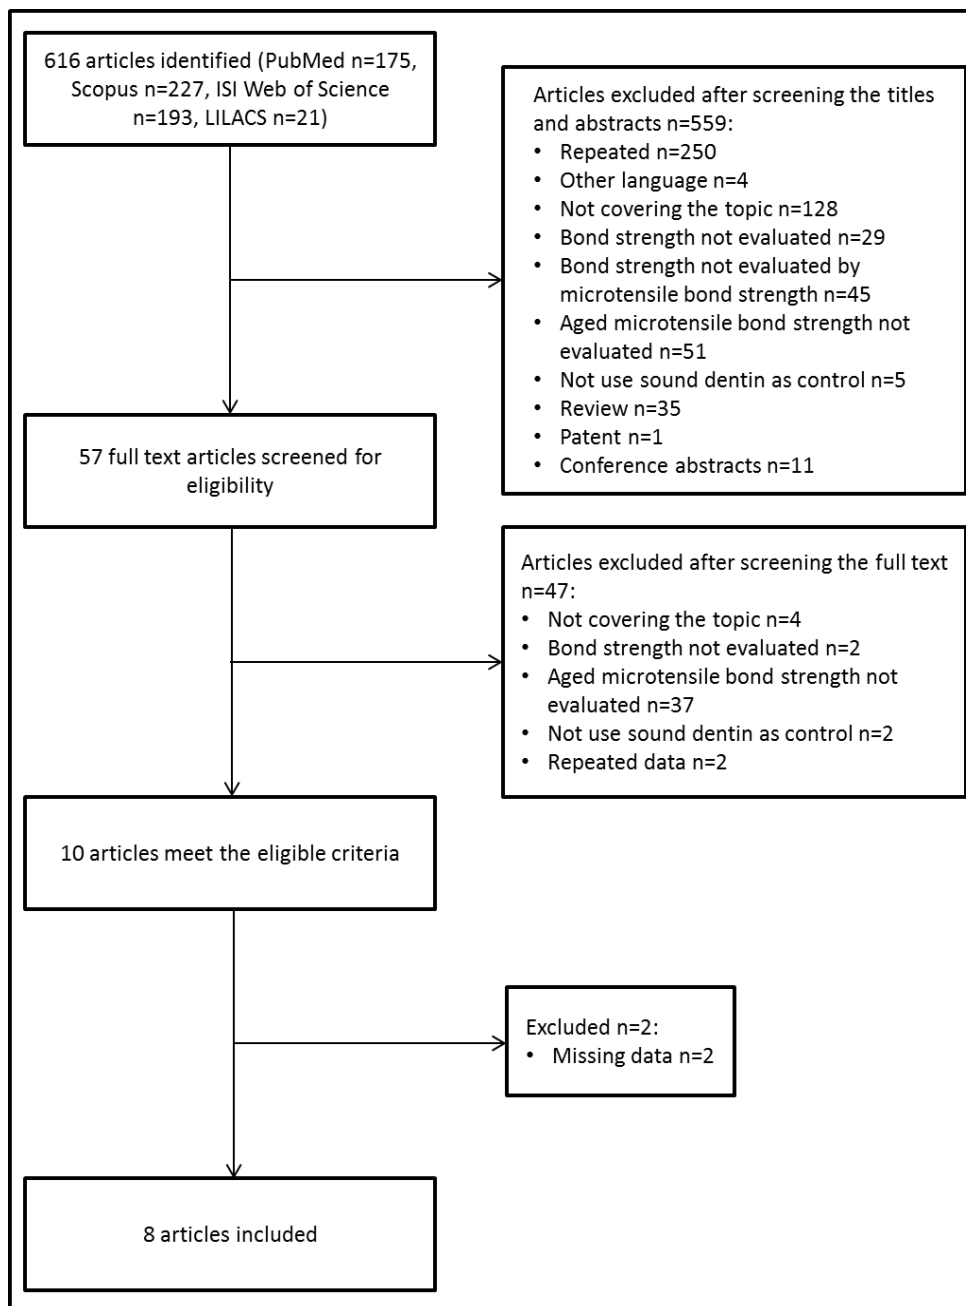 616 articles identified (PubMed n=175,
Scopus n=227, ISI Web of Science
n=193, LILACS n=21)
Articles excluded after screening the titles
and abstracts n=559:
• Repeated n=250
• Other language n=4
• Not covering the topic n=128
• Bond strength not evaluated n=29
• Bond strength not evaluated by
microtensile bond strength n=45
• Aged microtensile bond strength not
evaluated n=51
• Not use sound dentin as control n=5
• Review n=35
• Patent n=1
• Conference abstracts n=11
57 full text articles screened for
eligibility
Articles excluded after screening the full text
n=47:
• Not covering the topic n=4
• Bond strength not evaluated n=2
• Aged microtensile bond strength not
evaluated n=37
• Not use sound dentin as control n=2
• Repeated data n=2
10 articles meet the eligible criteria
Excluded n=2:
• Missing data n=2
8 articles included